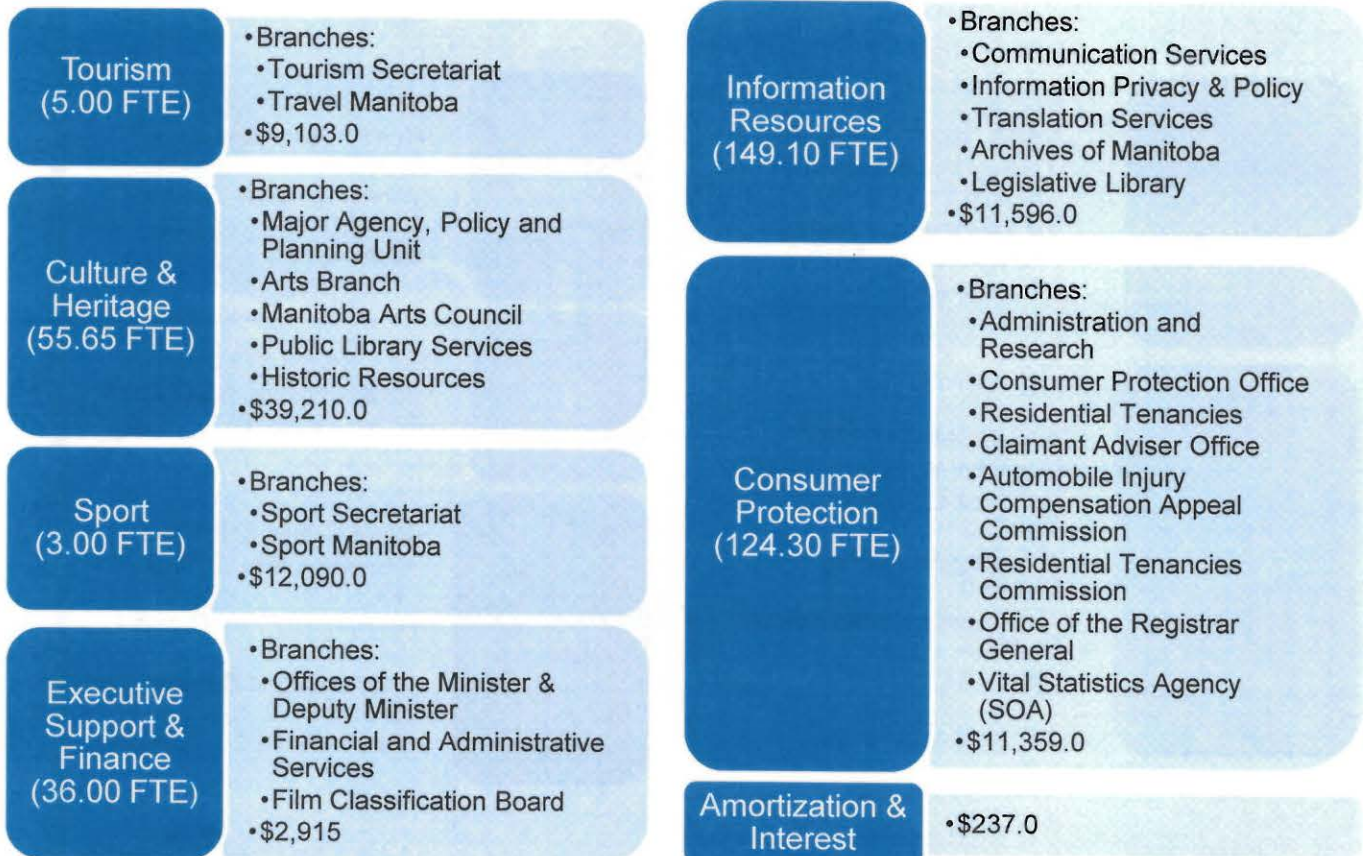 Tourism
(5.00 FTE)
•Branches:
•Tourism Secretariat
•Travel Manitoba
•$9,103.0
Culture &
Heritage
(55.65 FTE)
•Branches:
•Major Agency, Policy and
Planning Unit
•Arts Branch
•Manitoba Arts Council
•Public Library Services
•Historic Resources
•$39,210.0
Sport
(3.00 FTE)
•Branches:
•Sport Secretariat
•Sport Manitoba
•$12,090.0
Executive
Support &
Finance
(36.00 FTE)
•Branches:
•Offices of the Minister &
Deputy Minister
•Financial and Administrative
Services
•Film Classification Board
•$2,915
Information
Resources
(149.10 FTE)
•Branches:
•Communication Services
•Information Privacy & Policy
•Translation Services
•Archives of Manitoba
•Legislative Library
•$11,596.0
Consumer
Protection
(124.30 FTE)
•Branches:
•Administration and
Research
•Consumer Protection Office
•Residential Tenancies
•Claimant Adviser Office
•Automobile Injury
Compensation Appeal
Commission
•Residential Tenancies
Commission
•Office of the Registrar
General
•Vital Statistics Agency
(SOA)
•$11,359.0
Amortization &
Interest
•$237.0